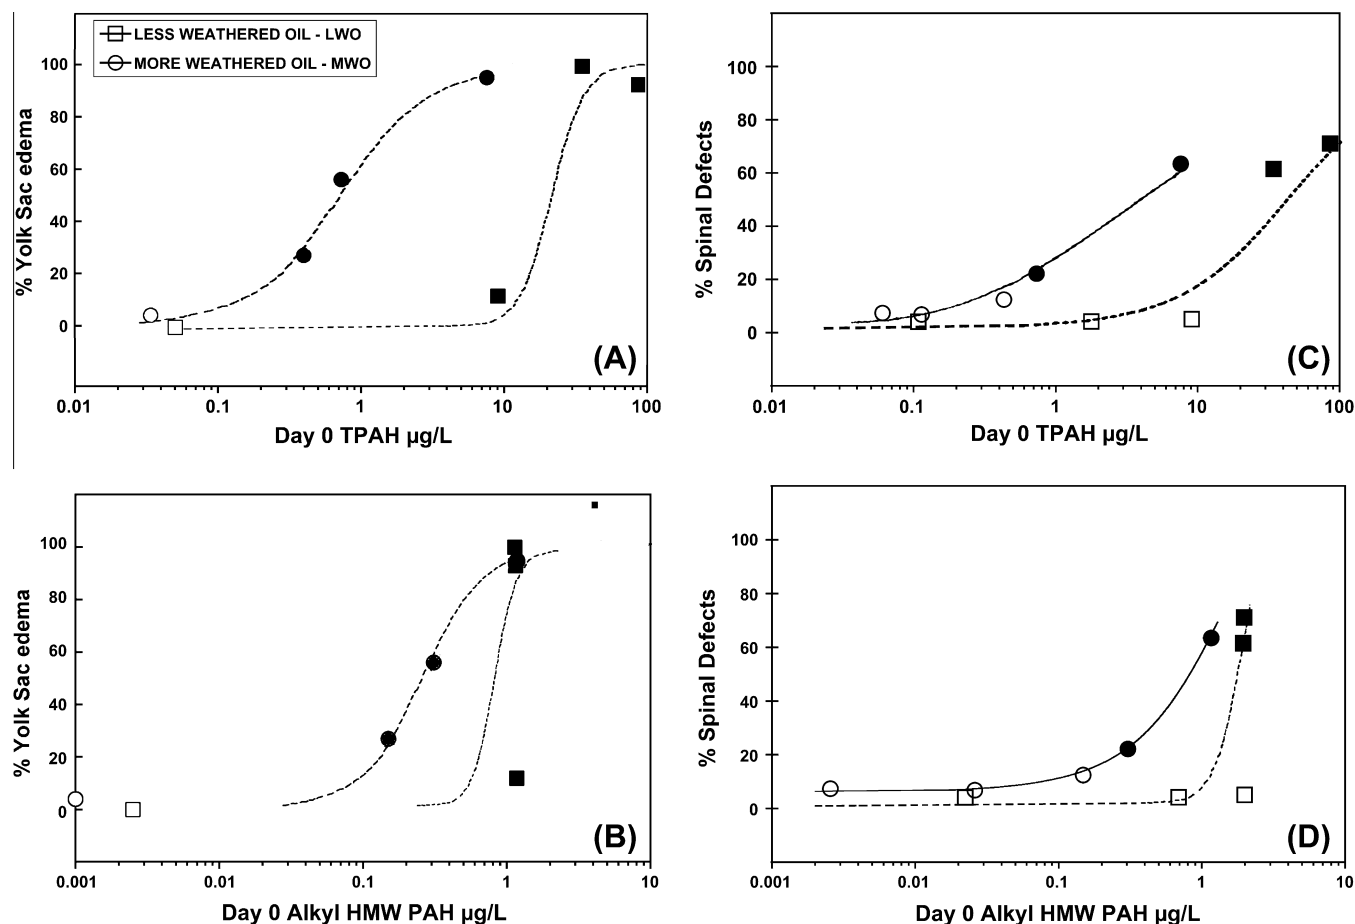 LESS WEATHERED OIL - LWO
MORE WEATHERED OIL - MWO
% Yolk Sac edema
100
80
60
40
20
0
(A)
0.01 0.1 1 10 100
Day 0 TPAH µg/L
% Spinal Defects
100
80
60
40
20
0
(C)
0.01 0.1 1 10 100
Day 0 TPAH µg/L
% Yolk Sac edema
100
80
60
40
20
0
(B)
0.001 0.01 0.1 1 10
Day 0 Alkyl HMW PAH µg/L
% Spinal Defects
100
80
60
40
20
0
(D)
0.001 0.01 0.1 1 10
Day 0 Alkyl HMW PAH µg/L